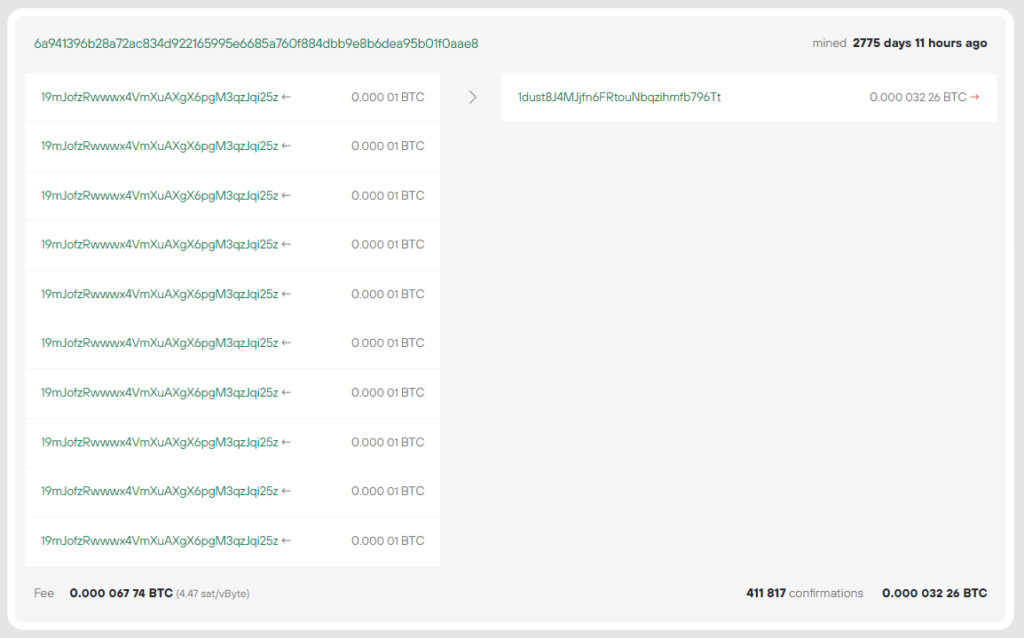 6a941396b28a72ac834d922165995e6685a760f884dbb9e8b6dea95b01f0aae8 mined 2775 days 11 hours ago
19mJofzRwwwx4VmXuAXgX6pgM3qzJqi25z ← 0.000 01 BTC > 1dust8J4MJjfn6FRtouNbqzihmfb796Tt 0.000 032 26 BTC →
19mJofzRwwwx4VmXuAXgX6pgM3qzJqi25z ← 0.000 01 BTC
19mJofzRwwwx4VmXuAXgX6pgM3qzJqi25z ← 0.000 01 BTC
19mJofzRwwwx4VmXuAXgX6pgM3qzJqi25z ← 0.000 01 BTC
19mJofzRwwwx4VmXuAXgX6pgM3qzJqi25z ← 0.000 01 BTC
19mJofzRwwwx4VmXuAXgX6pgM3qzJqi25z ← 0.000 01 BTC
19mJofzRwwwx4VmXuAXgX6pgM3qzJqi25z ← 0.000 01 BTC
19mJofzRwwwx4VmXuAXgX6pgM3qzJqi25z ← 0.000 01 BTC
19mJofzRwwwx4VmXuAXgX6pgM3qzJqi25z ← 0.000 01 BTC
19mJofzRwwwx4VmXuAXgX6pgM3qzJqi25z ← 0.000 01 BTC
Fee 0.000 067 74 BTC (4.47 sat/vByte) 411 817 confirmations 0.000 032 26 BTC